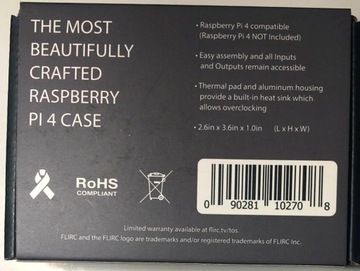 THE MOST
BEAUTIFULLY
CRAFTED
RASPBERRY
PI 4 CASE
• Raspberry Pi 4 compatible
(Raspberry Pi 4 NOT Included)
• Easy assembly and all Inputs
and Outputs remain accessible
• Thermal pad and aluminum housing
provide a built-in heat sink which
allows overclocking
• 2.6in x 3.6in x 1.0in (L x H x W)
RoHS
COMPLIANT
0 90281 10270 8
Limited warranty available at flirc.tv/tos.
FLIRC and the FLIRC logo are trademarks and/or registered trademarks of FLIRC Inc.